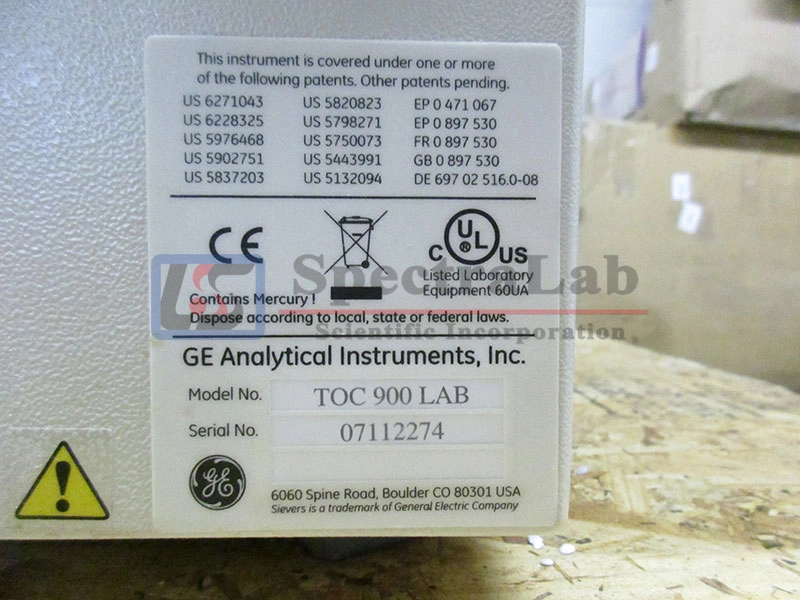 This instrument is covered under one or more
of the following patents. Other patents pending.
US 6271043 US 5820823 EP 0 471 067
US 6228325 US 5798271 EP 0 897 530
US 5976468 US 5750073 FR 0 897 530
US 5902751 US 5443991 GB 0 897 530
US 5837203 US 5132094 DE 697 02 516.0-08
CE
C UL ® US
Listed Laboratory
Equipment 60UA
LSS SpectraLab
Scientific Incorporation
Contains Mercury !
Dispose according to local, state or federal laws.
GE Analytical Instruments, Inc.
Model No. TOC 900 LAB
Serial No. 07112274
GE
6060 Spine Road, Boulder CO 80301 USA
Sievers is a trademark of General Electric Company
!